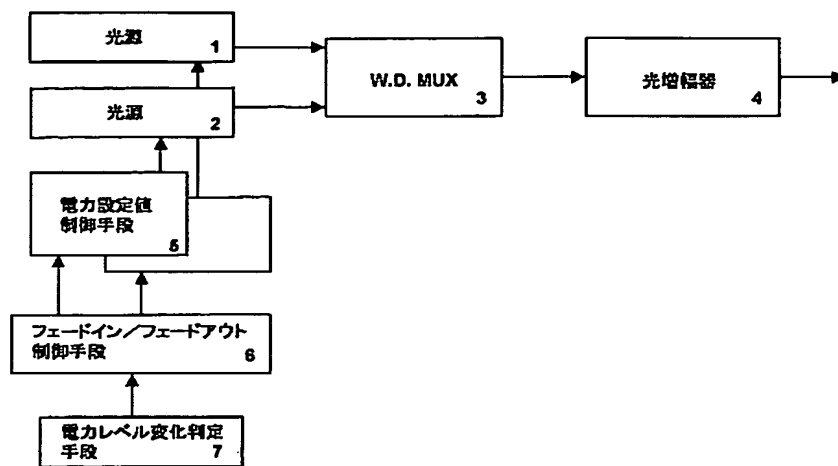 光源
1
光源
2
W.D. MUX
3
光増幅器
4
電力設定値
制御手段
5
フェードイン／フェードアウト
制御手段
6
電力レベル変化判定
手段
7